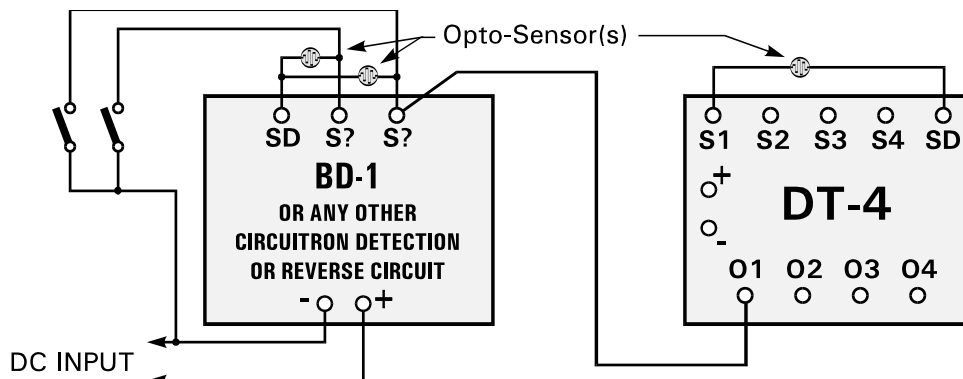 Opto-Sensor(s)
SD S? S?
BD-1
OR ANY OTHER
CIRCUITRON DETECTION
OR REVERSE CIRCUIT
- +
DC INPUT
S1 S2 S3 S4 SD
+
DT-4
-
O1 O2 O3 O4